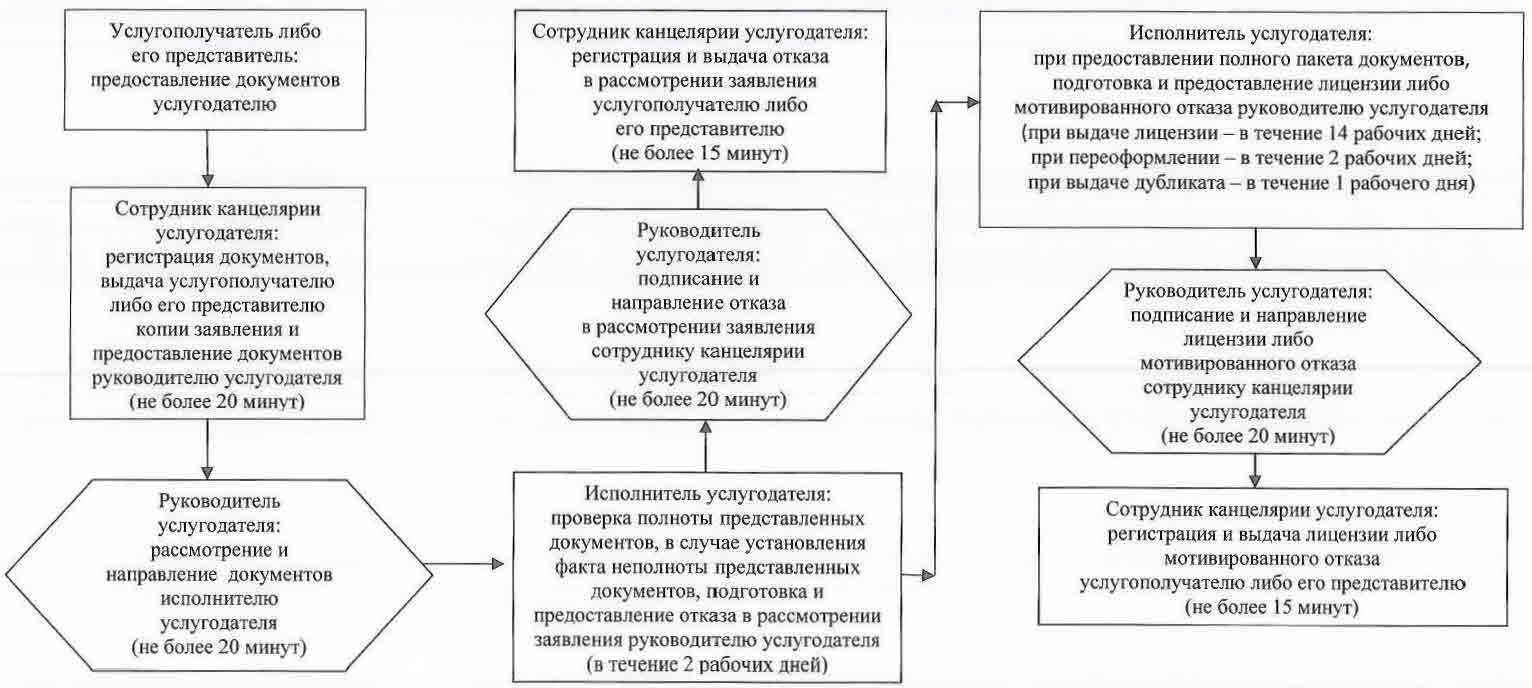 Услугополучатель либо
его представитель:
предоставление документов
услугодателю
Сотрудник канцелярии
услугодателя:
регистрация документов,
выдача услугополучателю
либо его представителю
копии заявления и
предоставление документов
руководителю услугодателя
(не более 20 минут)
Руководитель
услугодателя:
рассмотрение и
направление документов
исполнителю
услугодателя
(не более 20 минут)
Сотрудник канцелярии услугодателя:
регистрация и выдача отказа
в рассмотрении заявления
услугополучателю либо
его представителю
(не более 15 минут)
Руководитель
услугодателя:
подписание и
направление отказа
в рассмотрении заявления
сотруднику канцелярии
услугодателя
(не более 20 минут)
Исполнитель услугодателя:
проверка полноты представленных
документов, в случае установления
факта неполноты представленных
документов, подготовка и
предоставление отказа в рассмотрении
заявления руководителю услугодателя
(в течение 2 рабочих дней)
Исполнитель услугодателя:
при предоставлении полного пакета документов,
подготовка и предоставление лицензии либо
мотивированного отказа руководителю услугодателя
(при выдаче лицензии – в течение 14 рабочих дней;
при переоформлении – в течение 2 рабочих дней;
при выдаче дубликата – в течение 1 рабочего дня)
Руководитель услугодателя:
подписание и направление
лицензии либо
мотивированного отказа
сотруднику канцелярии
услугодателя
(не более 20 минут)
Сотрудник канцелярии услугодателя:
регистрация и выдача лицензии либо
мотивированного отказа
услугополучателю либо его представителю
(не более 15 минут)